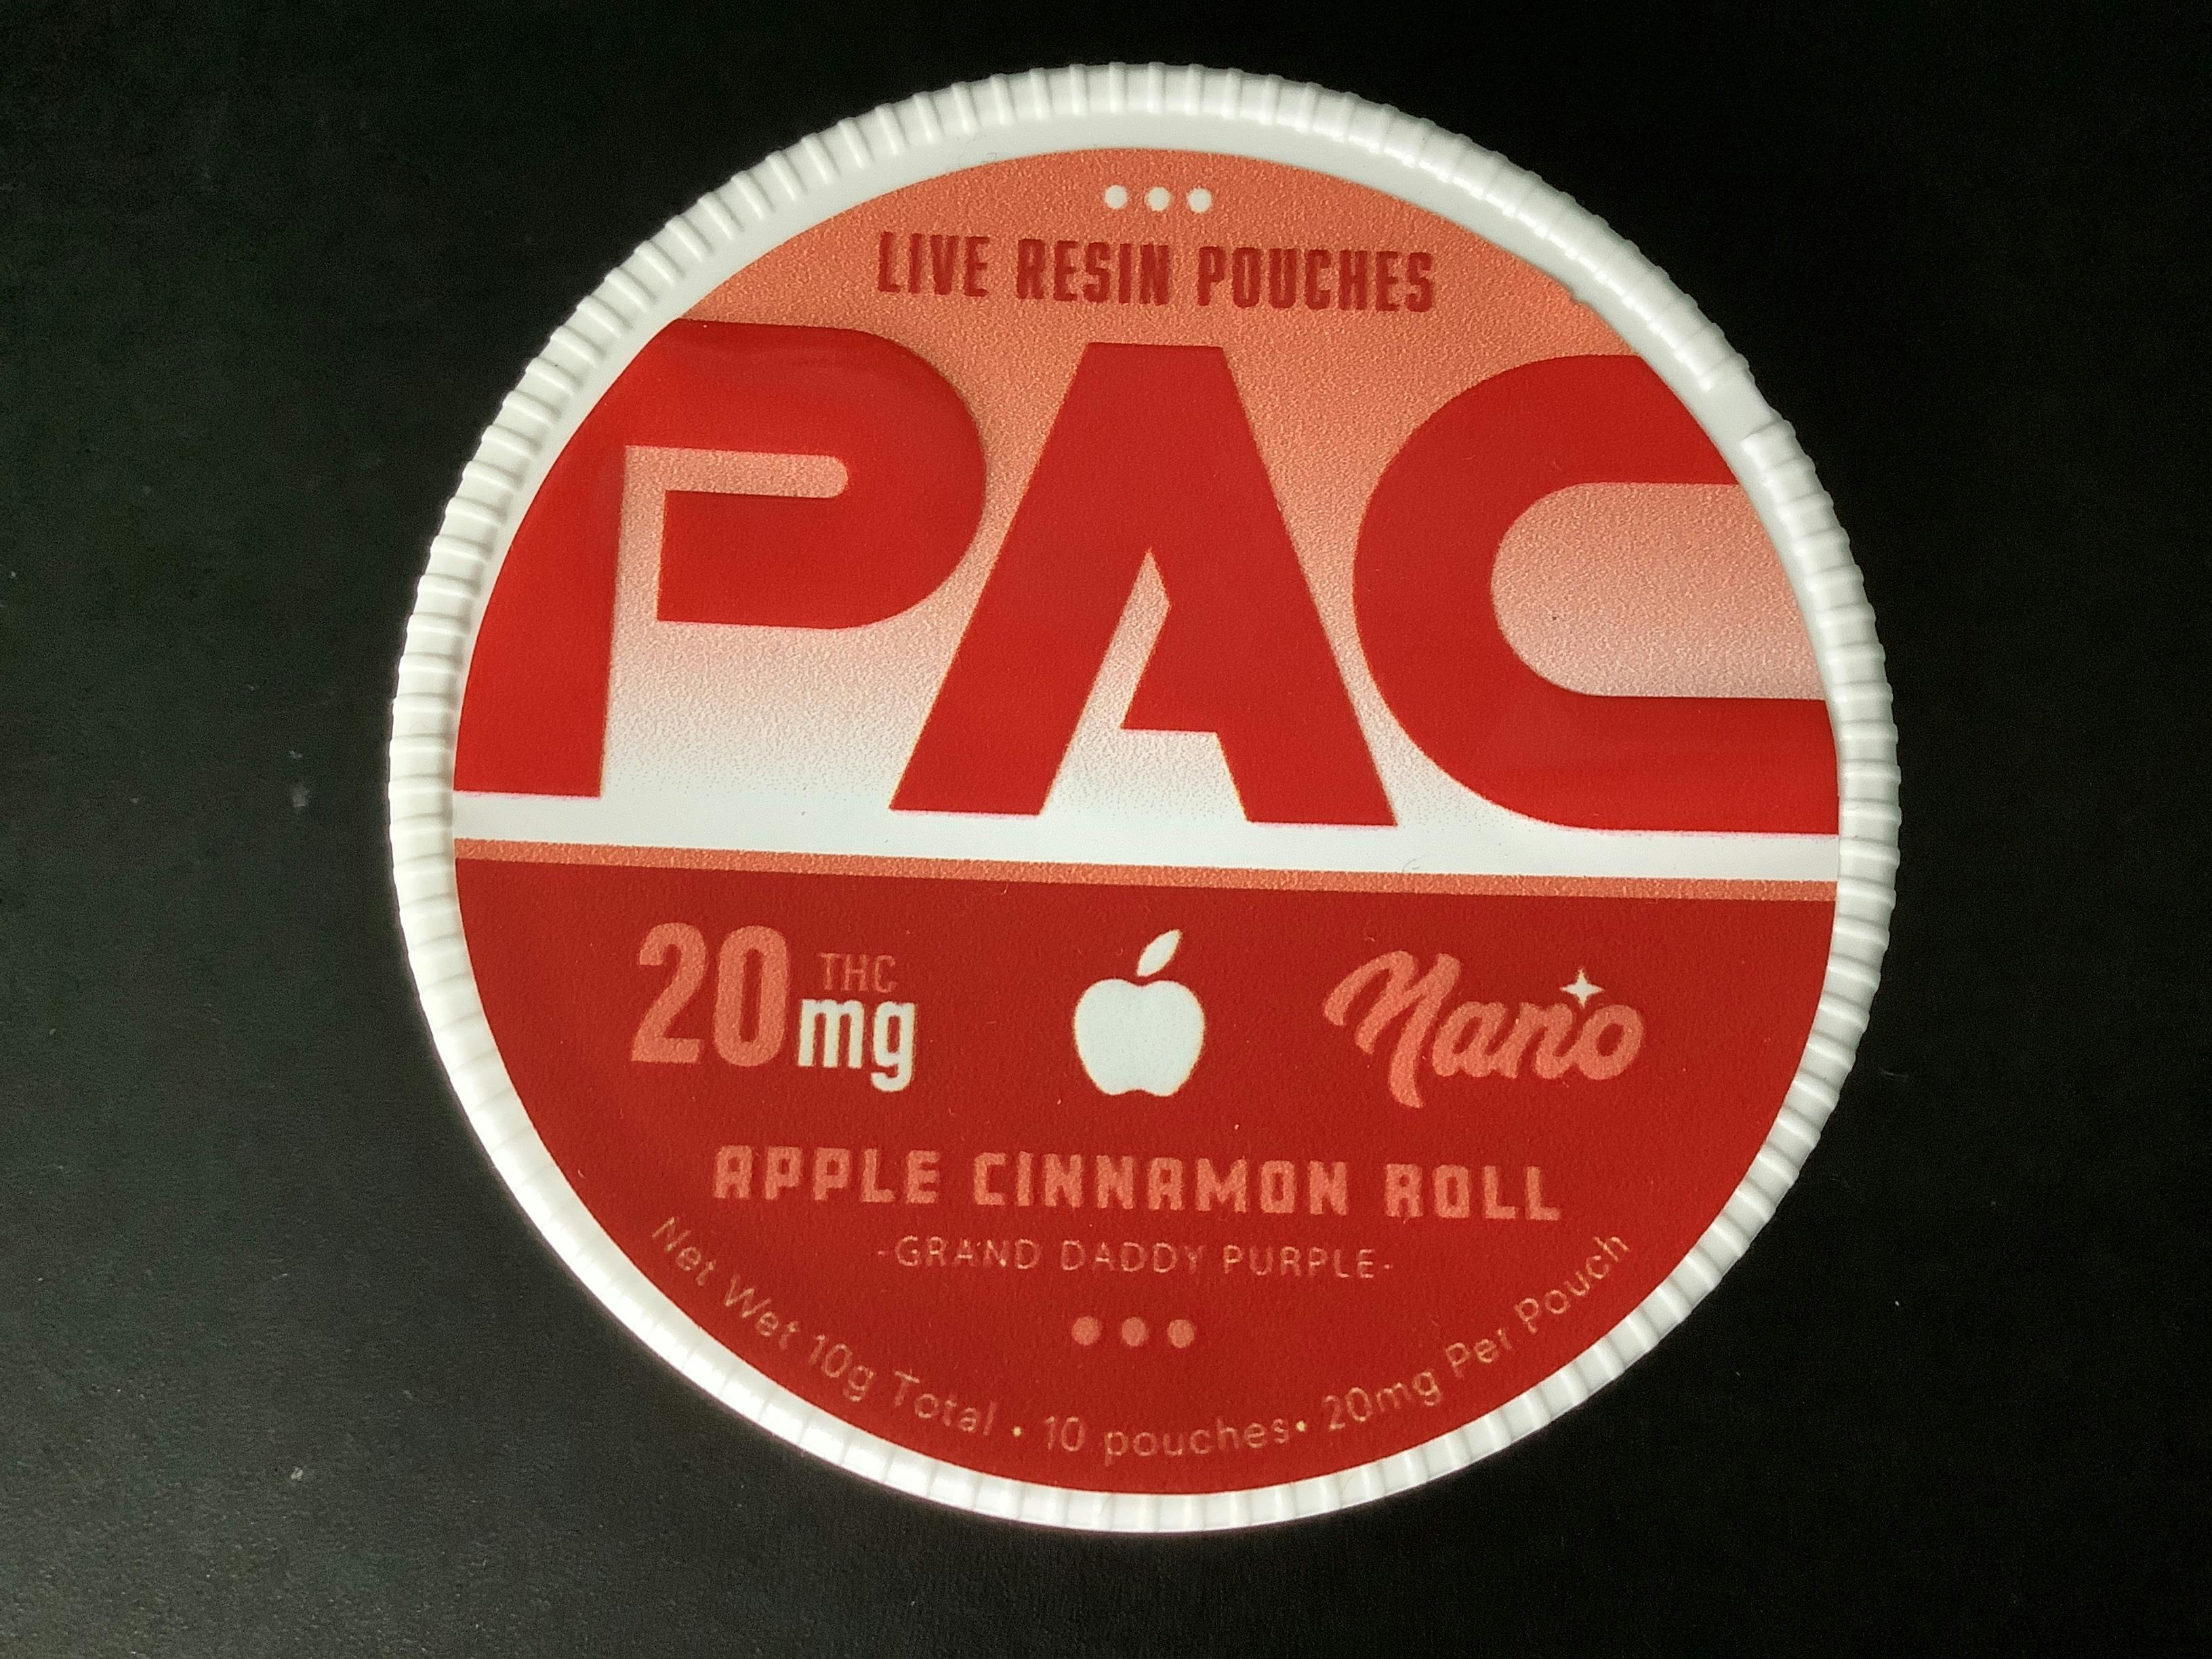 LIVE RESIN POUCHES
PAC
20 THC mg
Nano
APPLE CINNAMON ROLL
-GRAND DADDY PURPLE-
Net Wet 10g Total • 10 pouches • 20mg Per Pouch